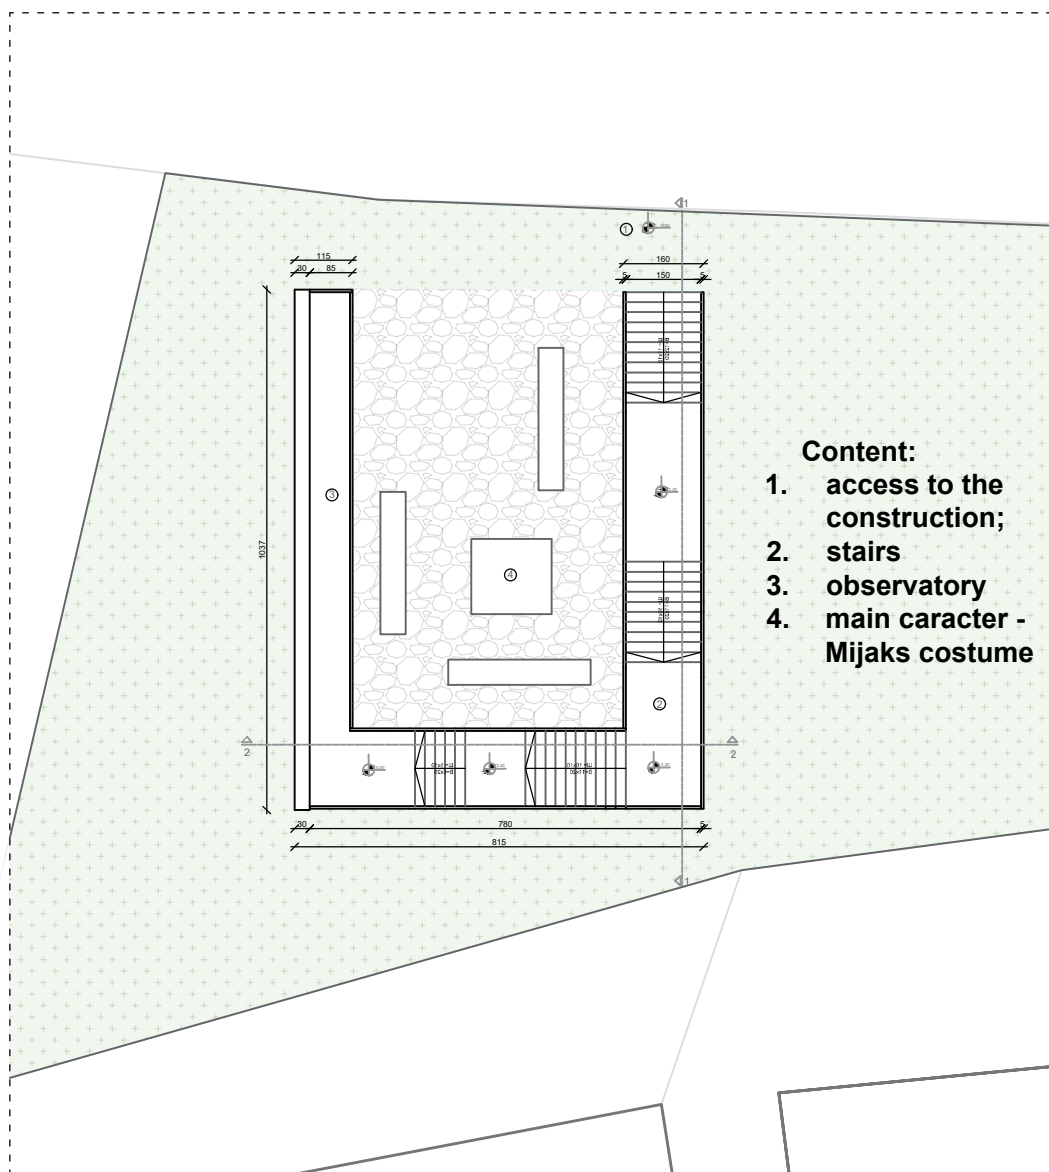 1
1
115
160
30
85
5
150
5
Content:
1. access to the
construction;
2. stairs
3. observatory
4. main caracter -
Mijaks costume
3
1037
4
2
2
2
30
780
5
815
1